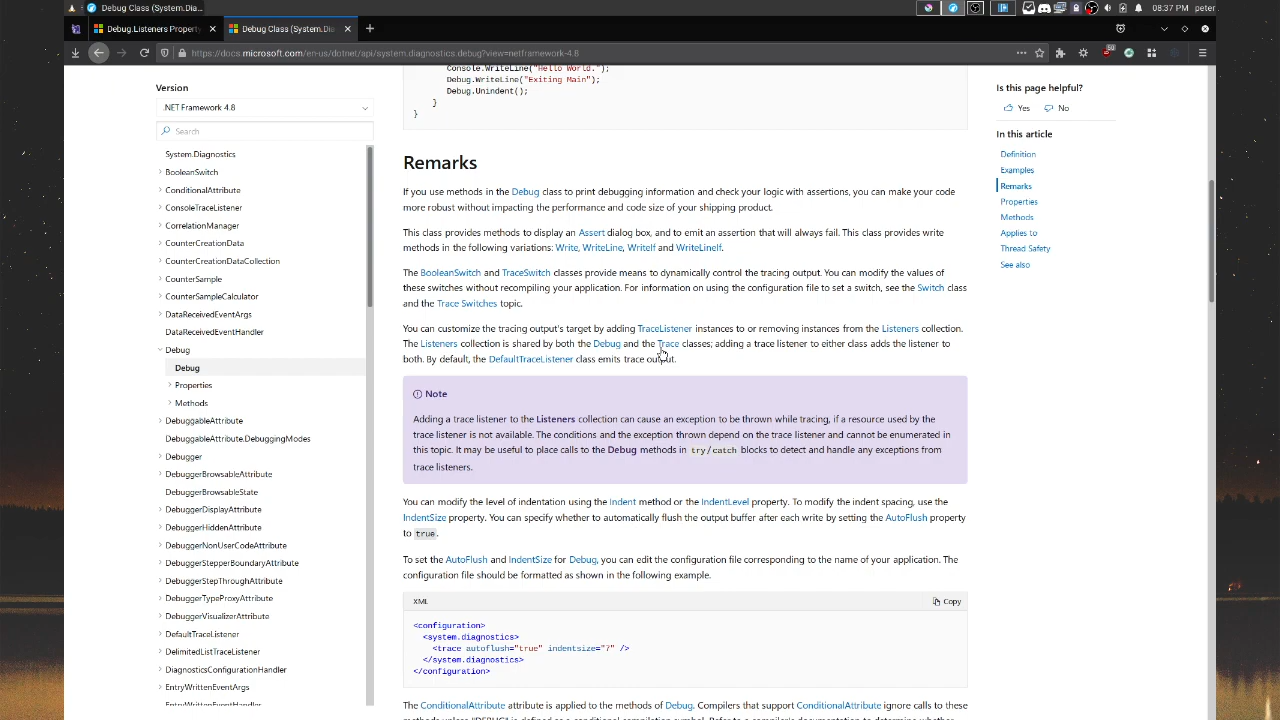 Debug Class (System.Dia...
08:37 PM peter
Debug.Listeners Property
Debug Class (System.Dia
https://docs.microsoft.com/en-us/dotnet/api/system.diagnostics.debug?view=netframework-4.8
Version
.NET Framework 4.8
Search
System.Diagnostics
BooleanSwitch
ConditionalAttribute
ConsoleTraceListener
CorrelationManager
CounterCreationData
CounterCreationDataCollection
CounterSample
CounterSampleCalculator
DataReceivedEventArgs
DataReceivedEventHandler
Debug
Debug
Properties
Methods
DebuggableAttribute
DebuggableAttribute.DebuggingModes
Debugger
DebuggerBrowsableAttribute
DebuggerBrowsableState
DebuggerDisplayAttribute
DebuggerHiddenAttribute
DebuggerNonUserCodeAttribute
DebuggerStepperBoundaryAttribute
DebuggerStepThroughAttribute
DebuggerTypeProxyAttribute
DebuggerVisualizerAttribute
DefaultTraceListener
DelimitedListTraceListener
DiagnosticsConfigurationHandler
EntryWrittenEventArgs
EntryWrittenEventHandler
Console.WriteLine("Hello World.");
Debug.WriteLine("Exiting Main");
Debug.Unindent();
}
}
Remarks
If you use methods in the Debug class to print debugging information and check your logic with assertions, you can make your code
more robust without impacting the performance and code size of your shipping product.
This class provides methods to display an Assert dialog box, and to emit an assertion that will always fail. This class provides write
methods in the following variations: Write, WriteLine, WriteIf and WriteLineIf.
The BooleanSwitch and TraceSwitch classes provide means to dynamically control the tracing output. You can modify the values of
these switches without recompiling your application. For information on using the configuration file to set a switch, see the Switch class
and the Trace Switches topic.
You can customize the tracing output's target by adding TraceListener instances to or removing instances from the Listeners collection.
The Listeners collection is shared by both the Debug and the Trace classes; adding a trace listener to either class adds the listener to
both. By default, the DefaultTraceListener class emits trace output.
Note
Adding a trace listener to the Listeners collection can cause an exception to be thrown while tracing, if a resource used by the
trace listener is not available. The conditions and the exception thrown depend on the trace listener and cannot be enumerated in
this topic. It may be useful to place calls to the Debug methods in try/catch blocks to detect and handle any exceptions from
trace listeners.
You can modify the level of indentation using the Indent method or the IndentLevel property. To modify the indent spacing, use the
IndentSize property. You can specify whether to automatically flush the output buffer after each write by setting the AutoFlush property
to true.
To set the AutoFlush and IndentSize for Debug, you can edit the configuration file corresponding to the name of your application. The
configuration file should be formatted as shown in the following example.
XML
Copy
<configuration>
<system.diagnostics>
<trace autoflush="true" indentsize="7" />
</system.diagnostics>
</configuration>
The ConditionalAttribute attribute is applied to the methods of Debug. Compilers that support ConditionalAttribute ignore calls to these
Is this page helpful?
Yes
No
In this article
Definition
Examples
Remarks
Properties
Methods
Applies to
Thread Safety
See also